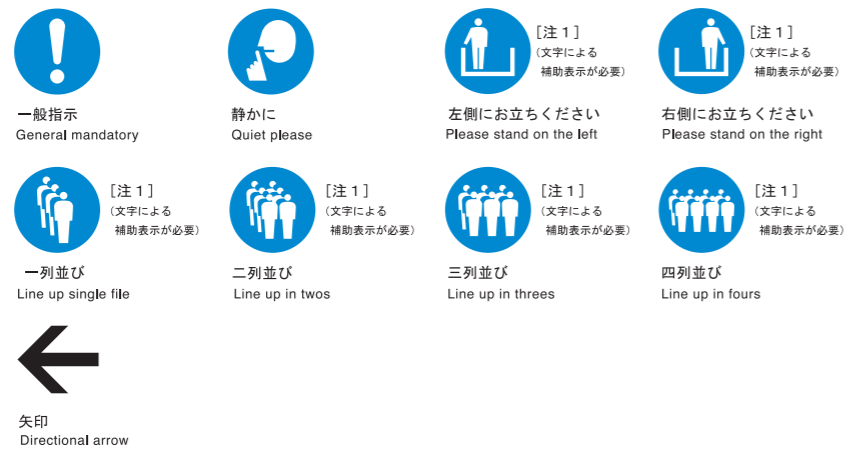 一般指示
General mandatory
静かに
Quiet please
[注1]
(文字による
補助表示が必要)
左側にお立ちください
Please stand on the left
[注1]
(文字による
補助表示が必要)
右側にお立ちください
Please stand on the right
[注1]
(文字による
補助表示が必要)
一列並び
Line up single file
[注1]
(文字による
補助表示が必要)
二列並び
Line up in twos
[注1]
(文字による
補助表示が必要)
三列並び
Line up in threes
[注1]
(文字による
補助表示が必要)
四列並び
Line up in fours
矢印
Directional arrow